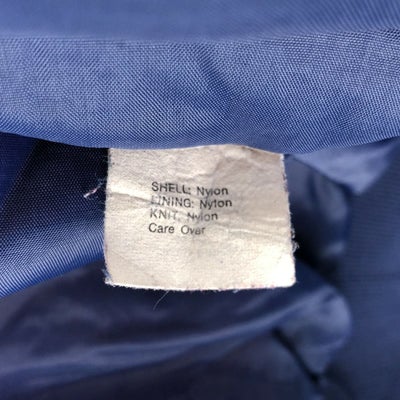 SHELL: Nylon
LINING: Nylon
KNIT: Nylon
Care Over